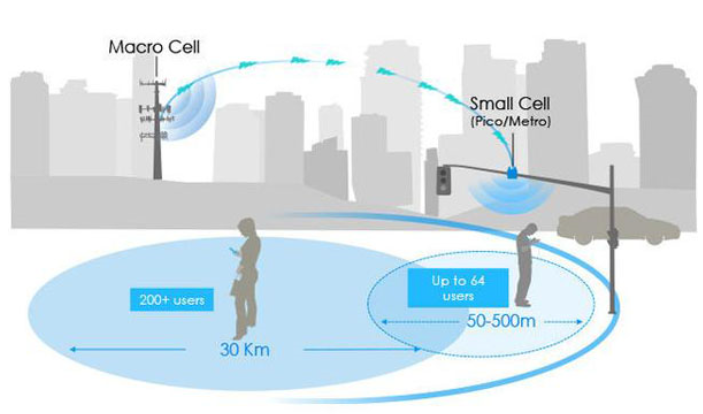 Macro Cell
Small Cell
(Pico/Metro)
200+ users
Up to 64
users
50-500m
30 Km